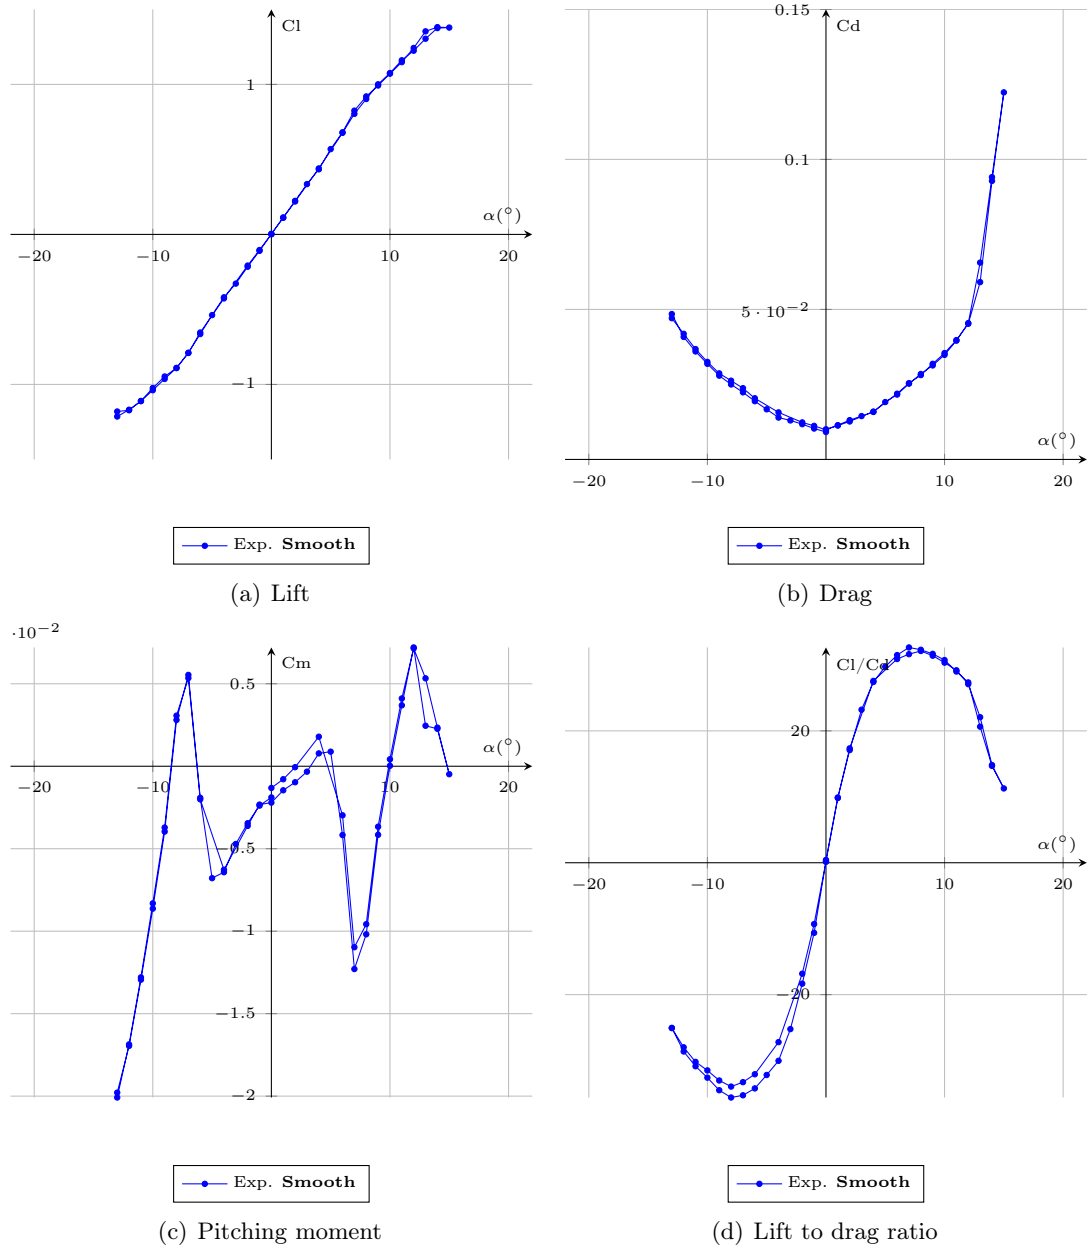 Cl
1
α(°)
−20 −10 10 20
−1
Exp. Smooth
(a) Lift
0.15
Cd
0.1
5 · 10−2
α(°)
−20 −10 10 20
Exp. Smooth
(b) Drag
·10−2
Cm
0.5
α(°)
−20 −10 10 20
−0.5
−1
−1.5
−2
Exp. Smooth
(c) Pitching moment
Cl/Cd
20
α(°)
−20 −10 10 20
−20
Exp. Smooth
(d) Lift to drag ratio